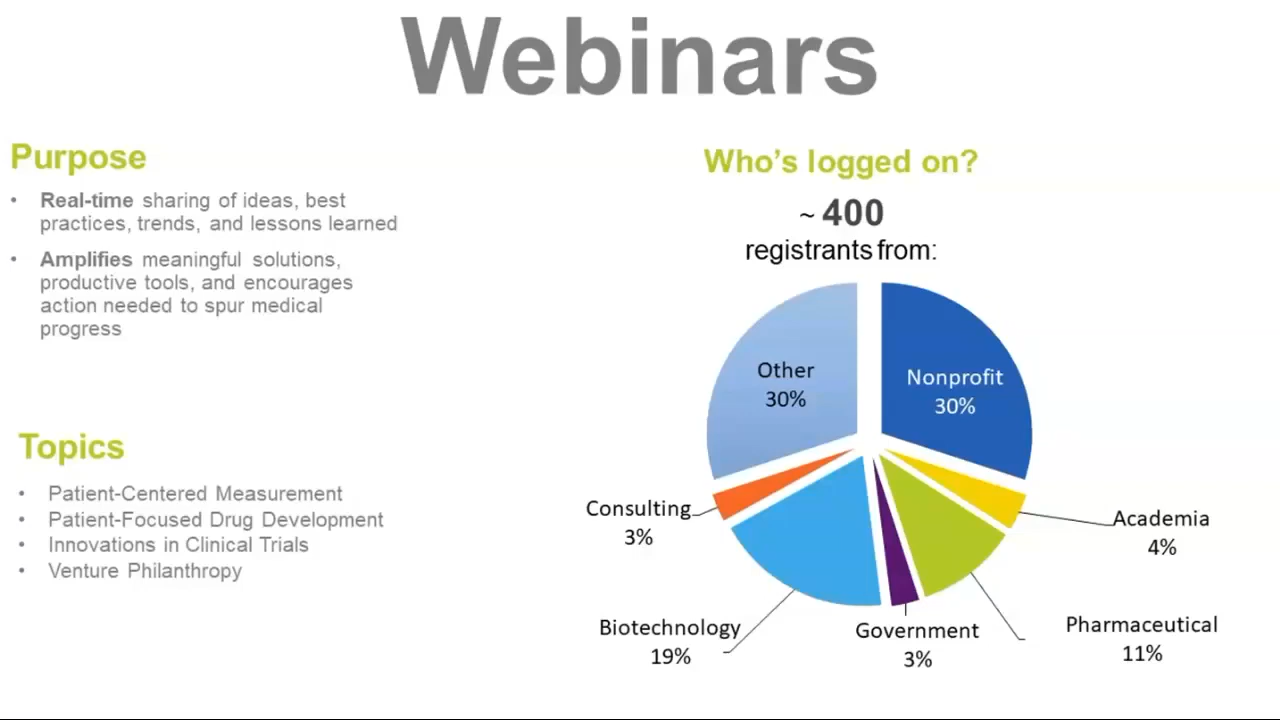 Webinars
Purpose
• Real-time sharing of ideas, best
practices, trends, and lessons learned
• Amplifies meaningful solutions,
productive tools, and encourages
action needed to spur medical
progress
Topics
• Patient-Centered Measurement
• Patient-Focused Drug Development
• Innovations in Clinical Trials
• Venture Philanthropy
Who's logged on?
~ 400
registrants from:
Other
30%
Nonprofit
30%
Consulting
3%
Academia
4%
Biotechnology
19%
Government
3%
Pharmaceutical
11%